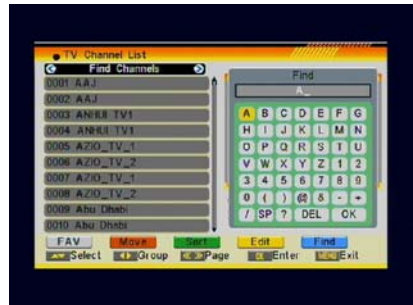 TV Channel List
Find Channels
0001 AAJ
0002 AAJ
0003 ANHUI TV1
0004 ANHUI TV1
0005 AZIO_TV_1
0006 AZIO_TV_2
0007 AZIO_TV_1
0008 AZIO_TV_2
0009 Abu Dhabi
0010 Abu Dhabi
Find
A_
A B C D E F G
H I J K L M N
O P Q R S T U
V W X Y Z 1 2
3 4 5 6 7 8 9
0 ( ) @ & - +
/ SP ? DEL OK
FAV Move Sort Edit Find
Select Group Page OK Enter MENU Exit